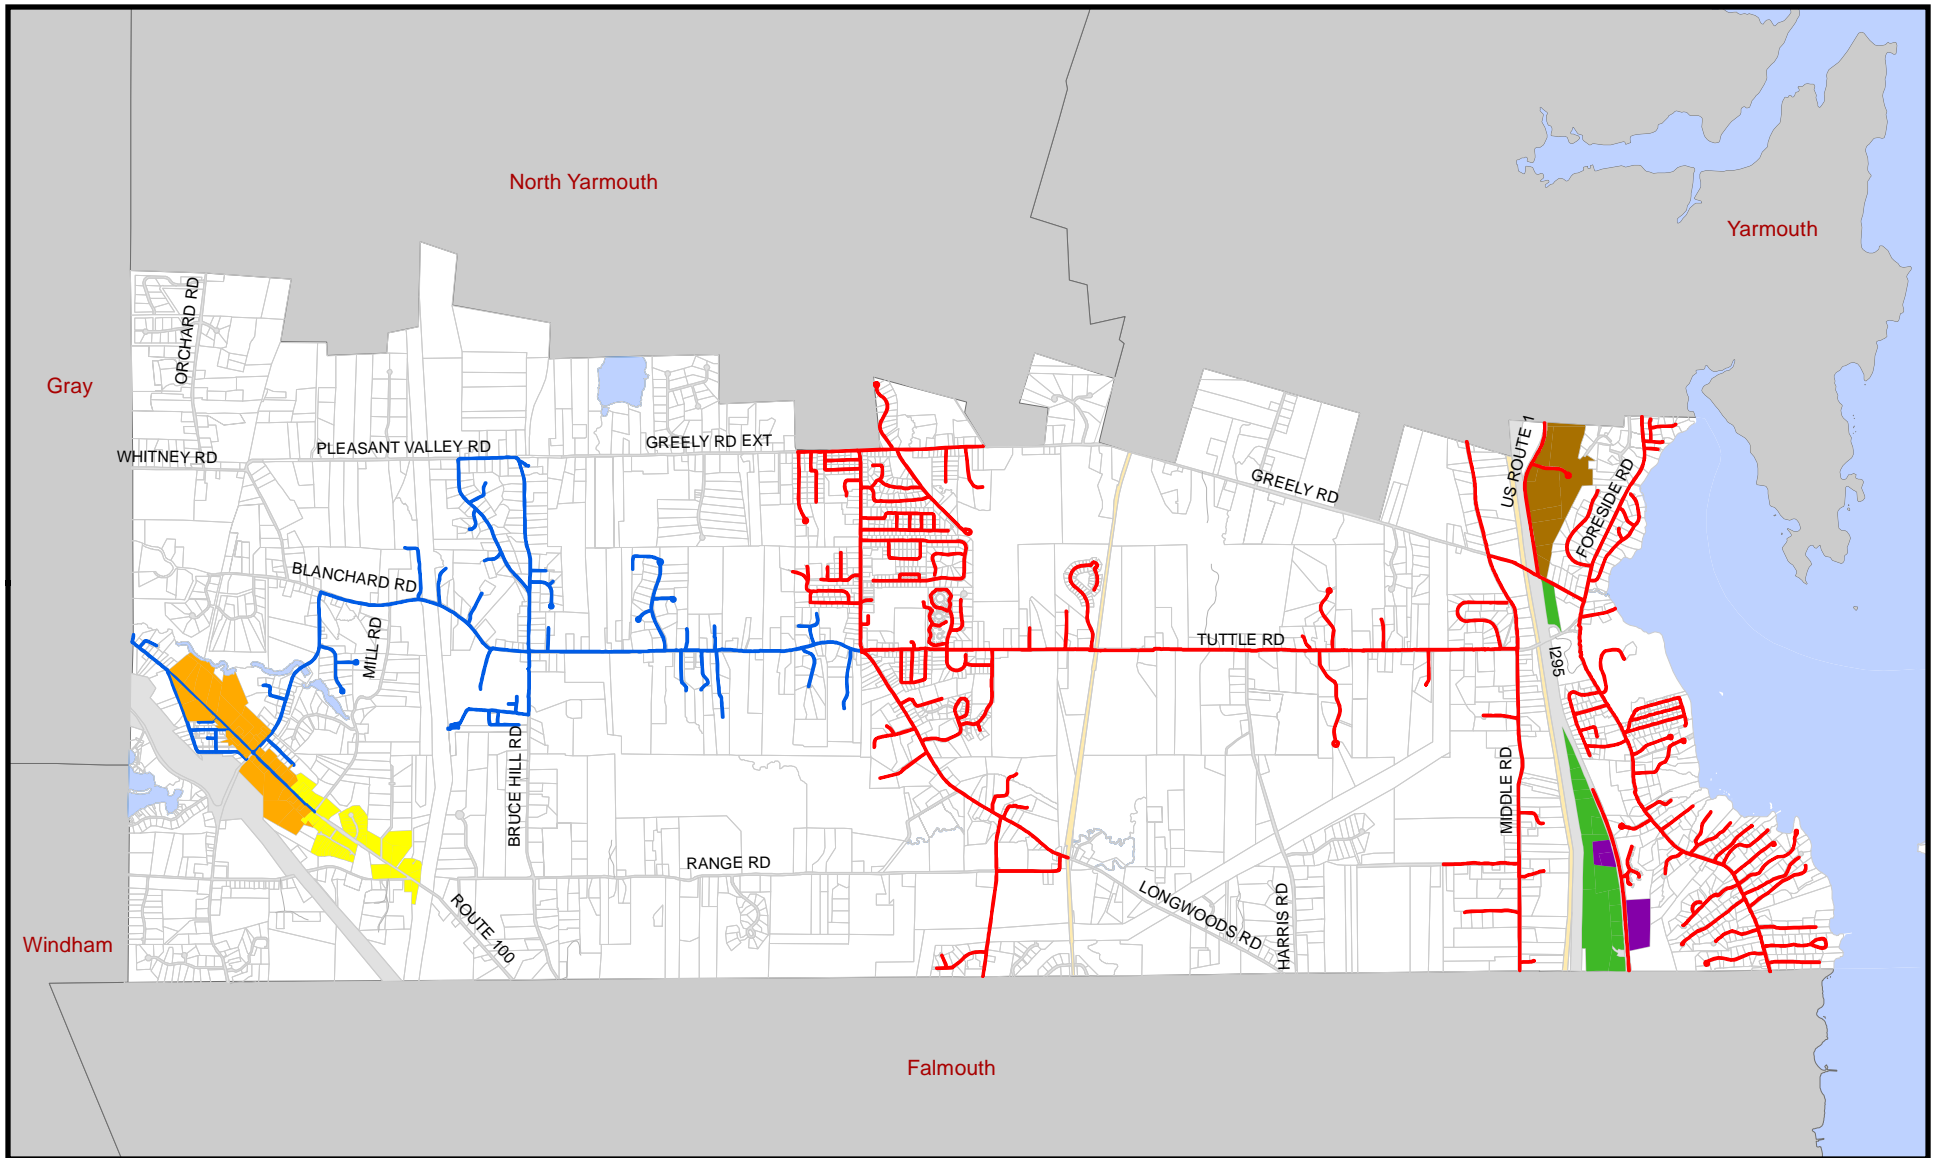 North Yarmouth
Yarmouth
ORCHARD RD
Gray
WHITNEY RD
PLEASANT VALLEY RD
GREELY RD EXT
GREELY RD
US ROUTE 1
FORESIDE RD
BLANCHARD RD
MILL RD
TUTTLE RD
I295
BRUCE HILL RD
MIDDLE RD
RANGE RD
LONGWOODS RD
HARRIS RD
ROUTE 100
Windham
Falmouth